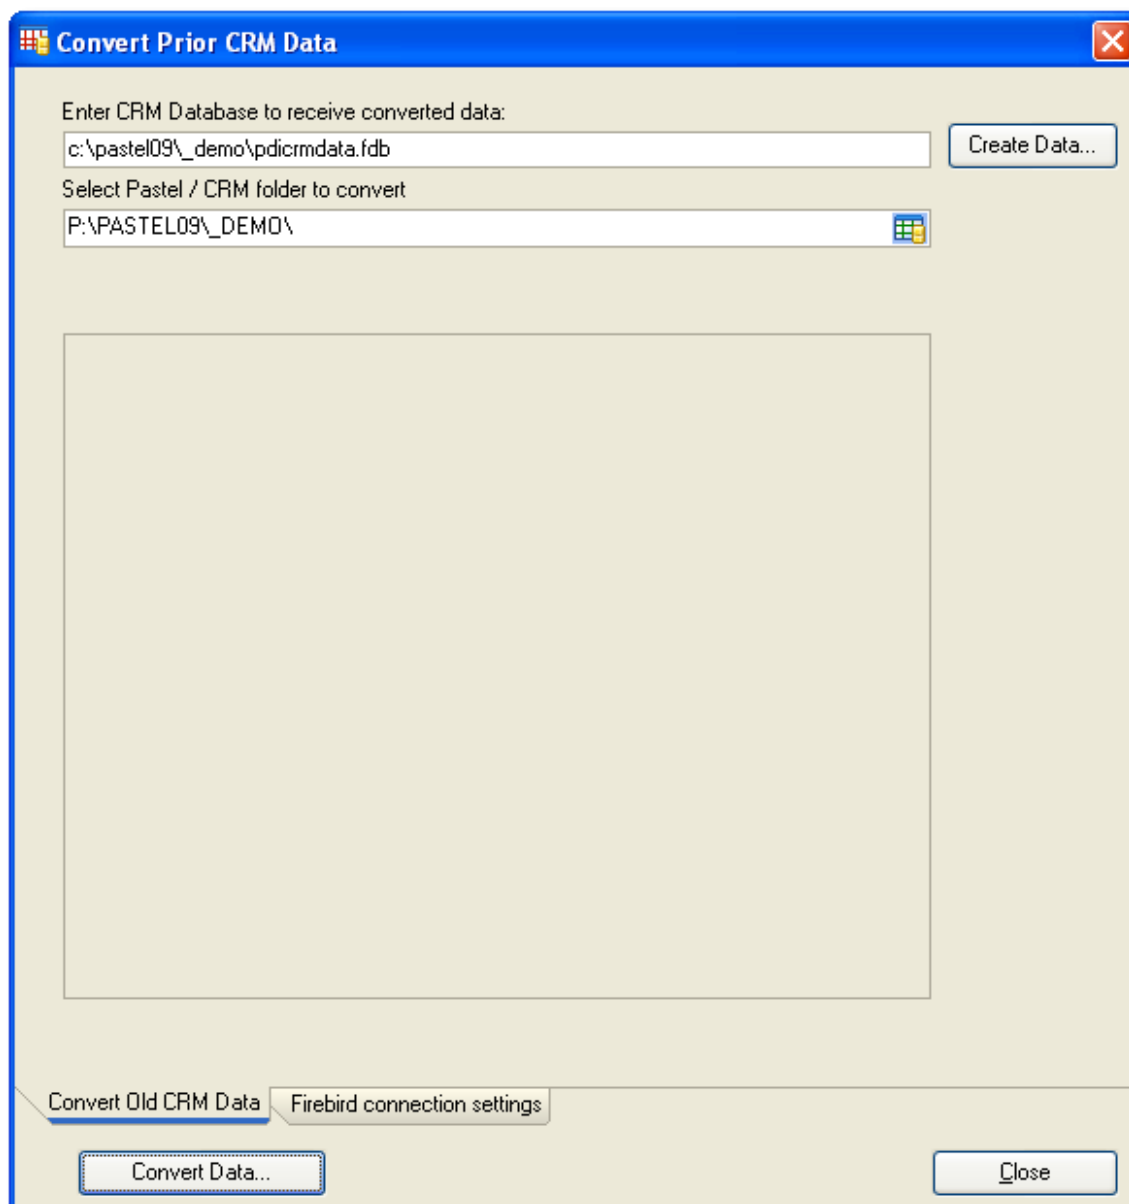 Convert Prior CRM Data
Enter CRM Database to receive converted data:
c:\pastel09\_demo\pdicrmdata.fdb
Create Data...
Select Pastel / CRM folder to convert
P:\PASTEL09\_DEMO\
Convert Old CRM Data
Firebird connection settings
Convert Data...
Close